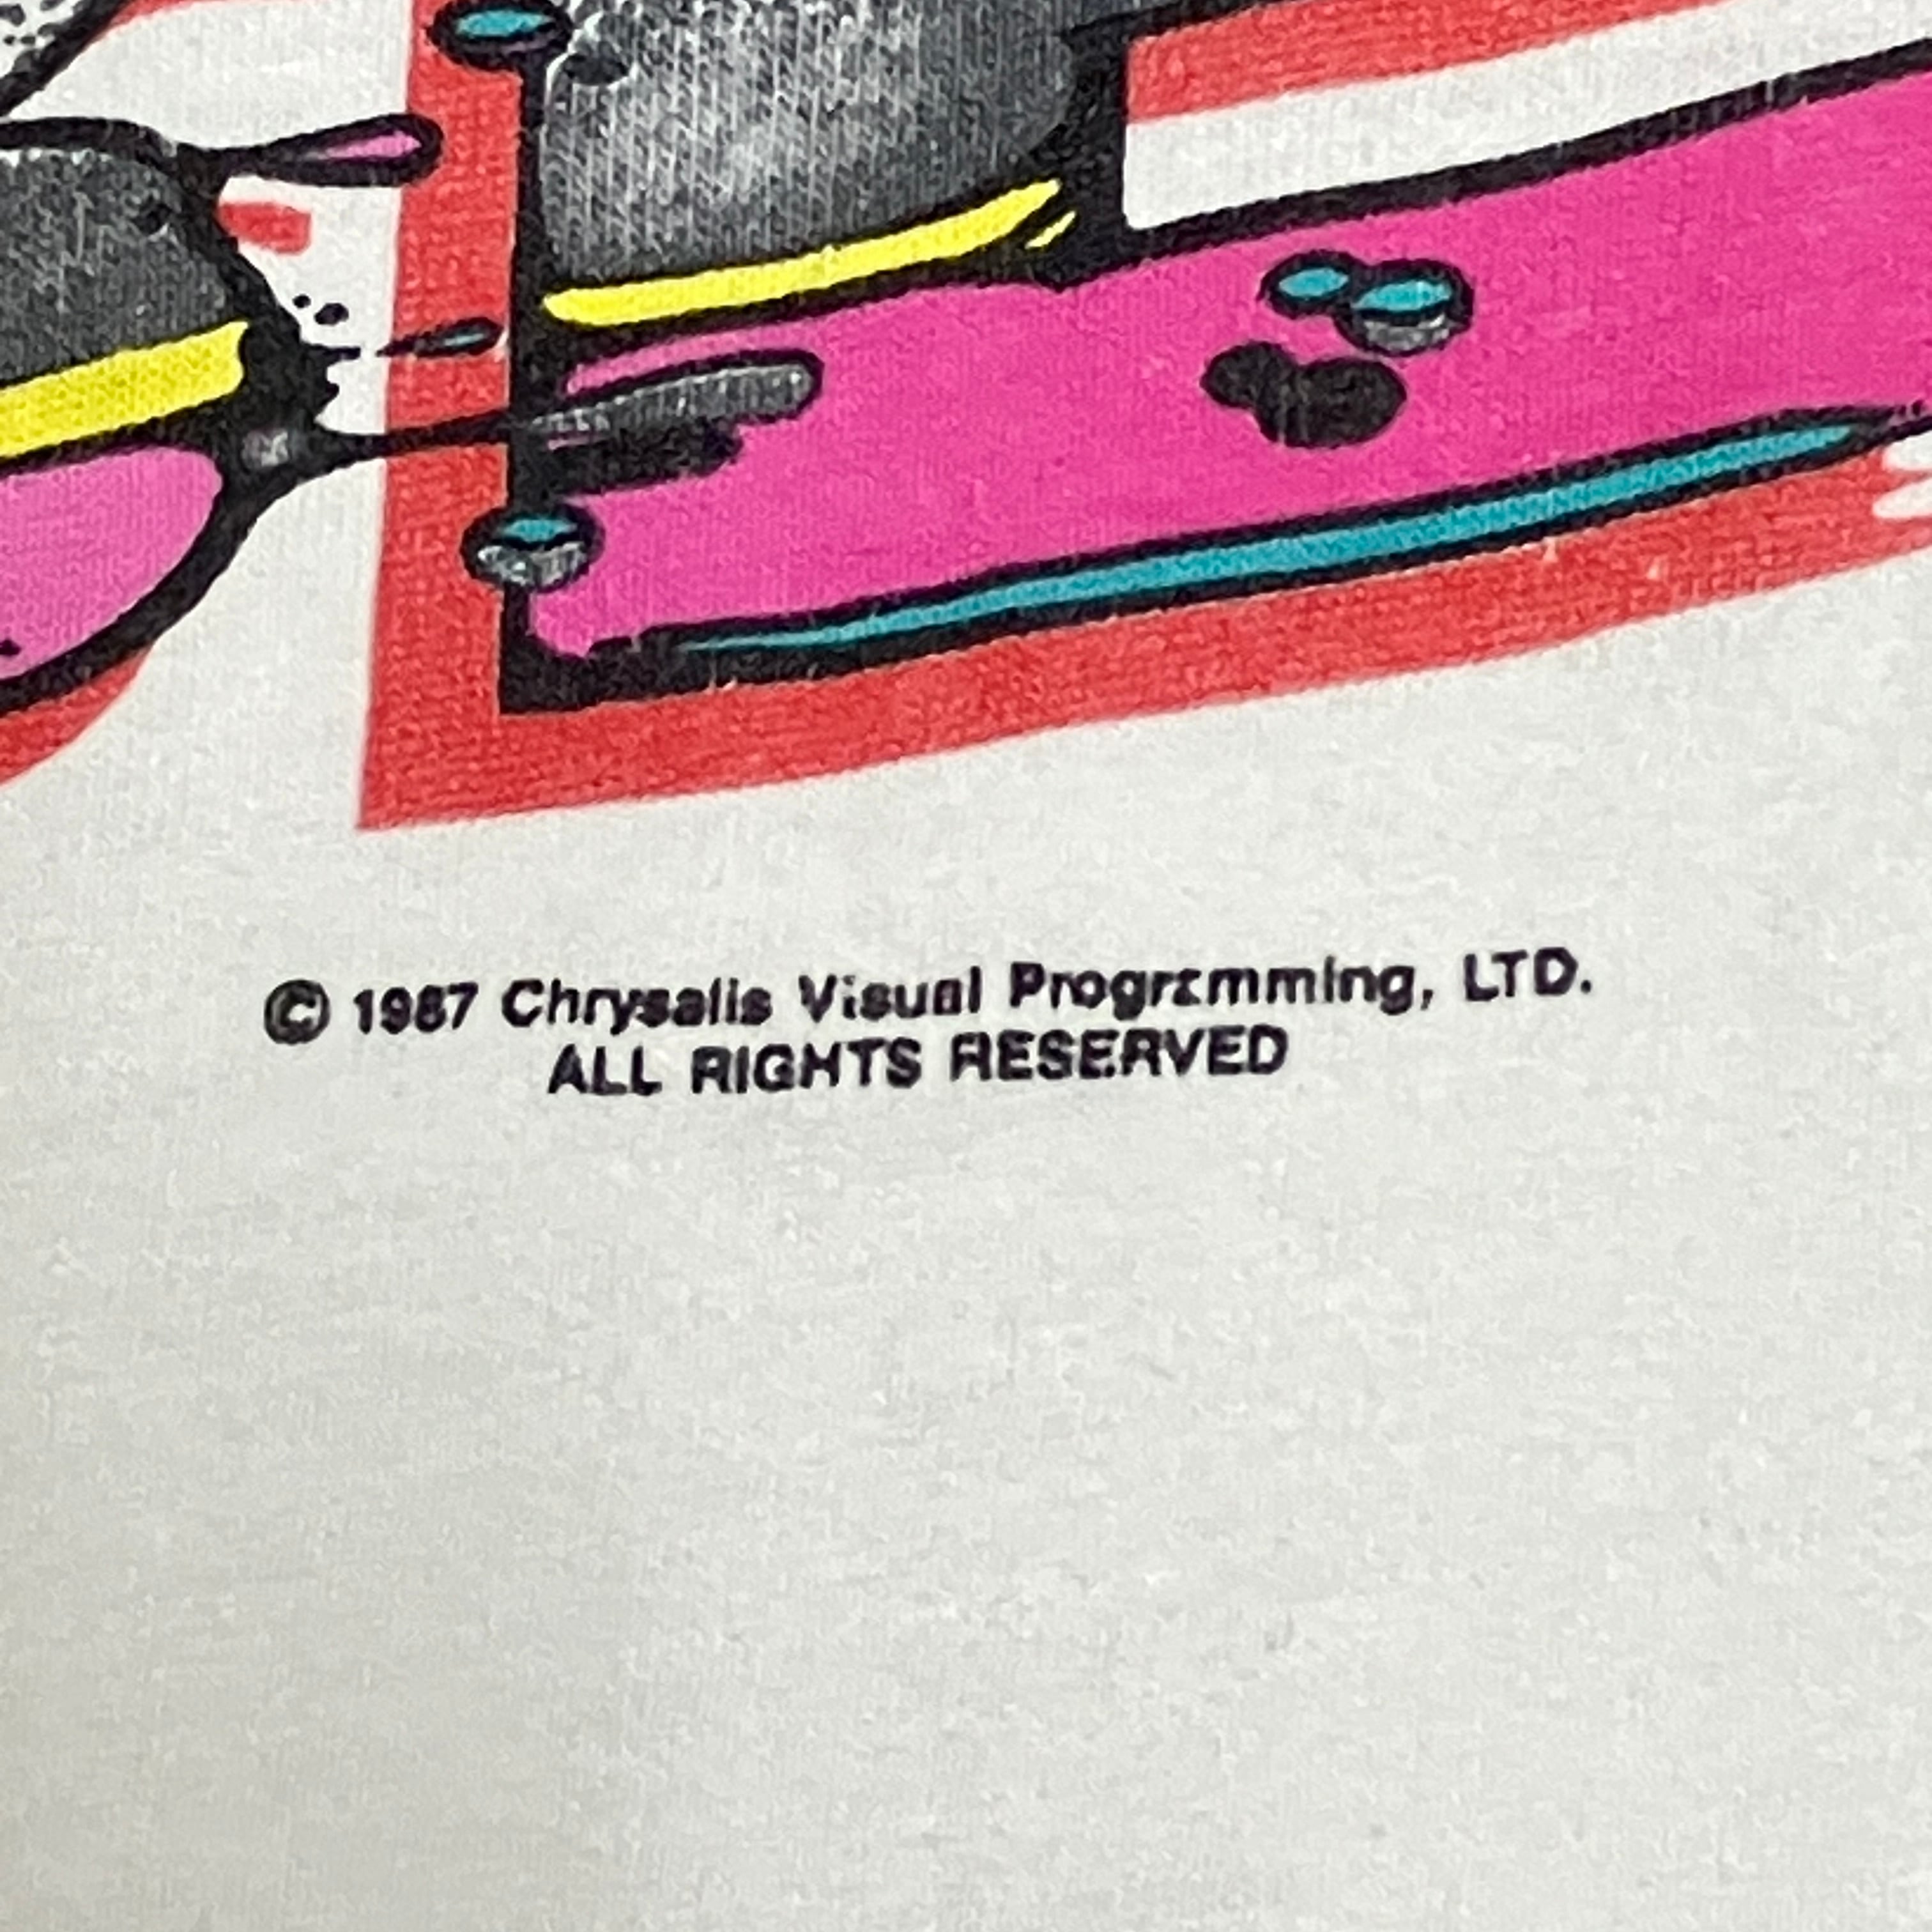 © 1987 Chrysalis Visual Programming, LTD.
ALL RIGHTS RESERVED